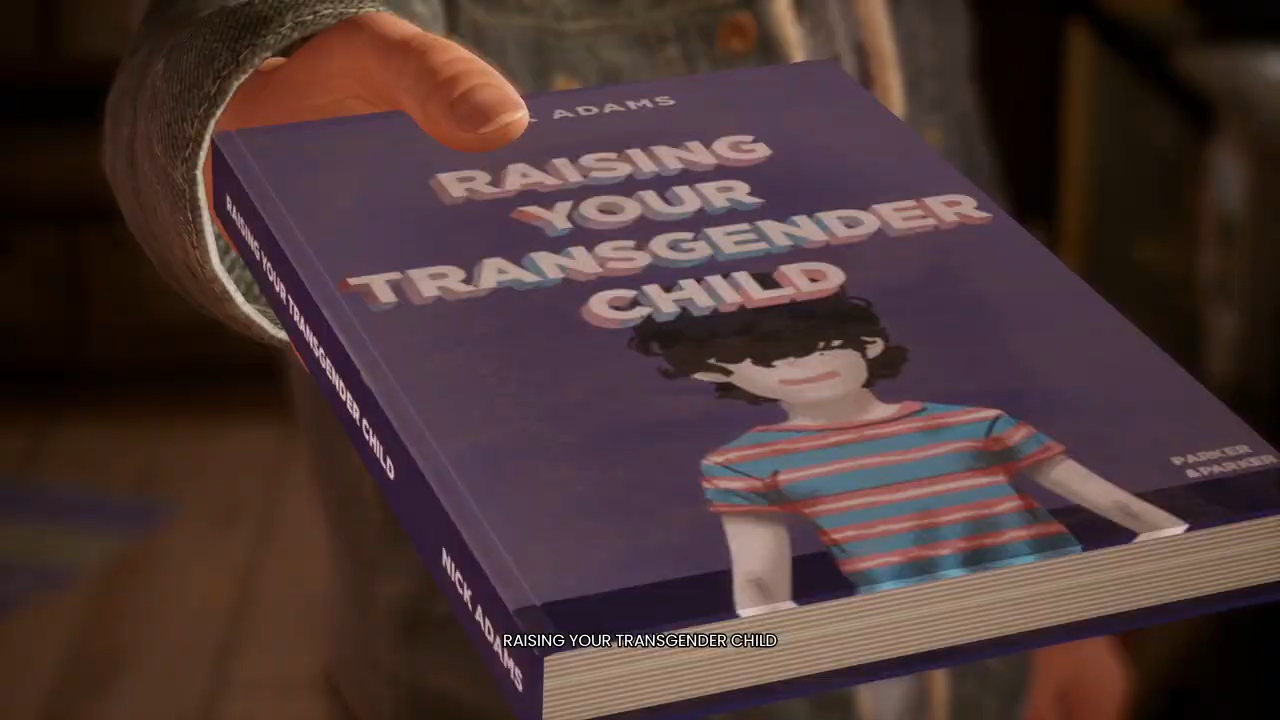 ADAMS
RAISING
YOUR
TRANSGENDER
CHILD
PARKER
&PARKER
RAISING YOUR TRANSGENDER CHILD
NICK ADAMS
RAISING YOUR TRANSGENDER CHILD